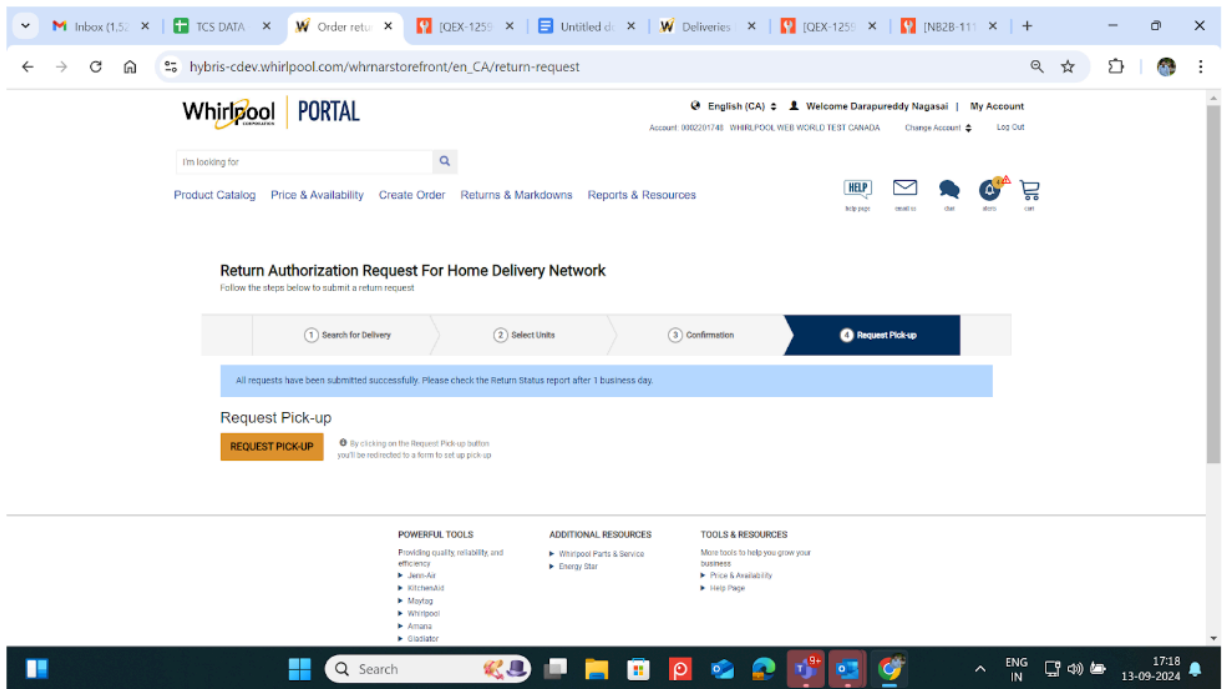 Inbox (1,52
TCS DATA
Order retu
[QEX-1259
Untitled do
Deliveries
[QEX-1259
[NB2B-111
hybris-cdev.whirlpool.com/whrnarstorefront/en_CA/return-request
Whirlpool
CORPORATION
PORTAL
English (CA)
Welcome Darapureddy Nagasai |
My Account
Account: 0002201748 WHIRLPOOL WEB WORLD TEST CANADA
Change Account
Log Out
I'm looking for
Product Catalog
Price & Availability
Create Order
Returns & Markdowns
Reports & Resources
HELP
help page
email us
chat
alerts
cart
Return Authorization Request For Home Delivery Network
Follow the steps below to submit a return request
1 Search for Delivery
2 Select Units
3 Confirmation
4 Request Pick-up
All requests have been submitted successfully. Please check the Return Status report after 1 business day.
Request Pick-up
REQUEST PICK-UP
By clicking on the Request Pick-up button
you'll be redirected to a form to set up pick-up
POWERFUL TOOLS
Providing quality, reliability, and
efficiency
Jenn-Air
KitchenAid
Maytag
Whirlpool
Amana
Gladiator
ADDITIONAL RESOURCES
Whirlpool Parts & Service
Energy Star
TOOLS & RESOURCES
More tools to help you grow your
business
Price & Availability
Help Page
Search
9+
ENG
IN
17:18
13-09-2024